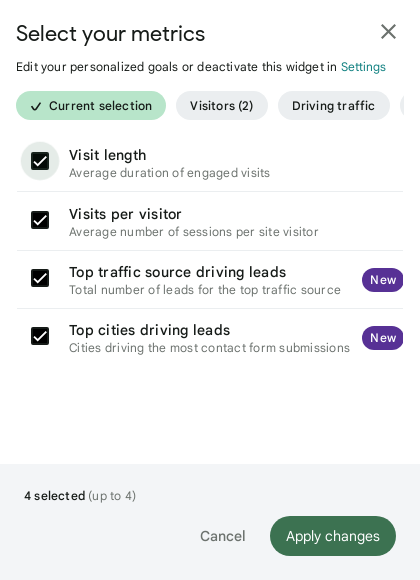 Select your metrics
Edit your personalized goals or deactivate this widget in Settings
Current selection
Visitors (2)
Driving traffic
Visit length
Average duration of engaged visits
Visits per visitor
Average number of sessions per site visitor
Top traffic source driving leads
Total number of leads for the top traffic source
New
Top cities driving leads
Cities driving the most contact form submissions
New
4 selected (up to 4)
Cancel
Apply changes